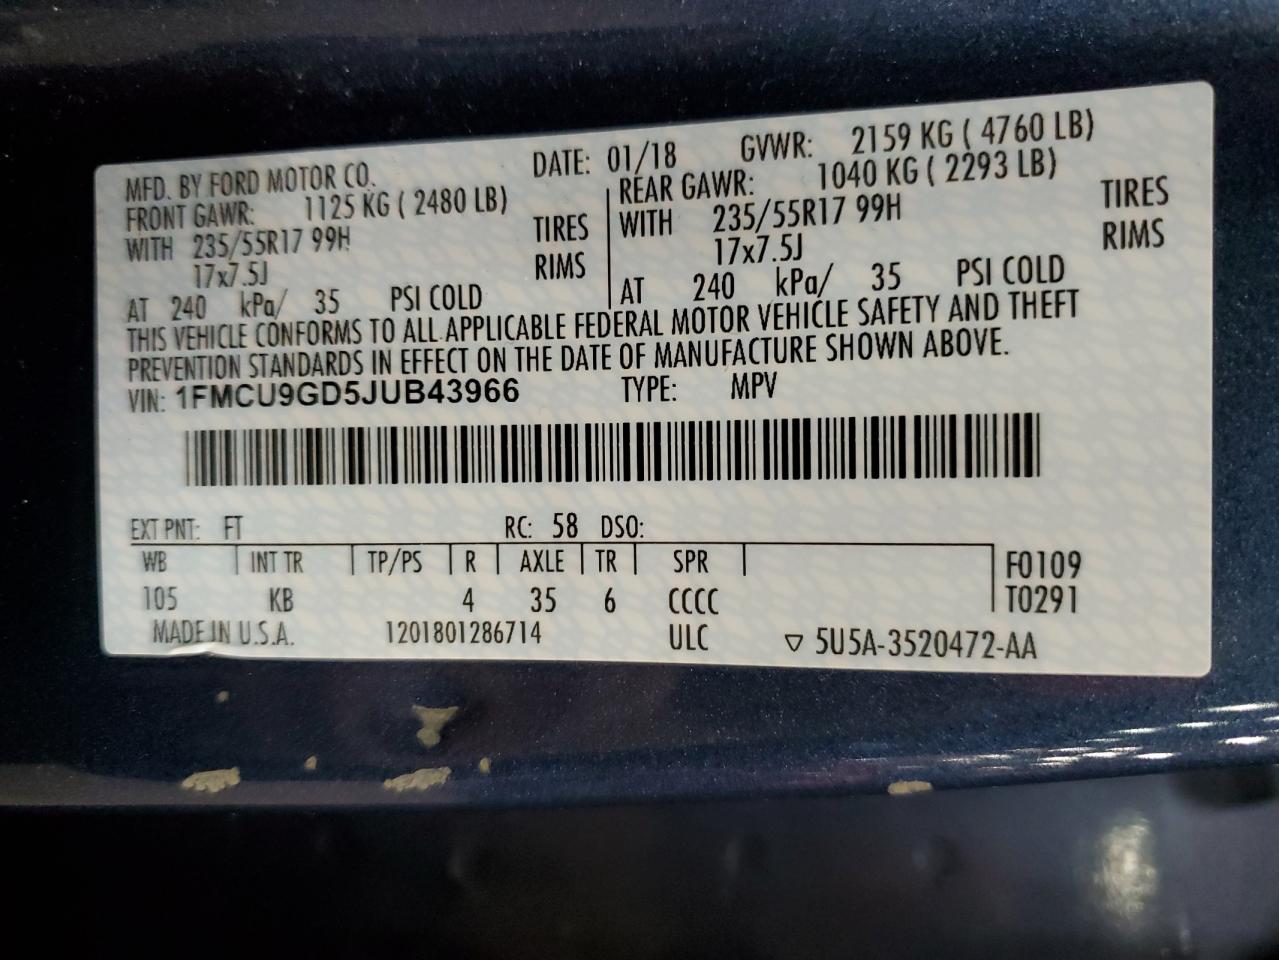 MFD. BY FORD MOTOR CO. DATE: 01/18 GVWR: 2159 KG ( 4760 LB)
FRONT GAWR: 1125 KG ( 2480 LB) REAR GAWR: 1040 KG ( 2293 LB)
WITH 235/55R17 99H TIRES WITH 235/55R17 99H TIRES
17x7.5J RIMS 17x7.5J RIMS
AT 240 kPa/ 35 PSI COLD AT 240 kPa/ 35 PSI COLD
THIS VEHICLE CONFORMS TO ALL APPLICABLE FEDERAL MOTOR VEHICLE SAFETY AND THEFT
PREVENTION STANDARDS IN EFFECT ON THE DATE OF MANUFACTURE SHOWN ABOVE.
VIN: 1FMCU9GD5JUB43966 TYPE: MPV
EXT PNT: FT RC: 58 DSO:
WB INT TR TP/PS R AXLE TR SPR F0109
105 KB 4 35 6 CCCC T0291
MADE IN U.S.A. 1201801286714 ULC ▽ 5U5A-3520472-AA